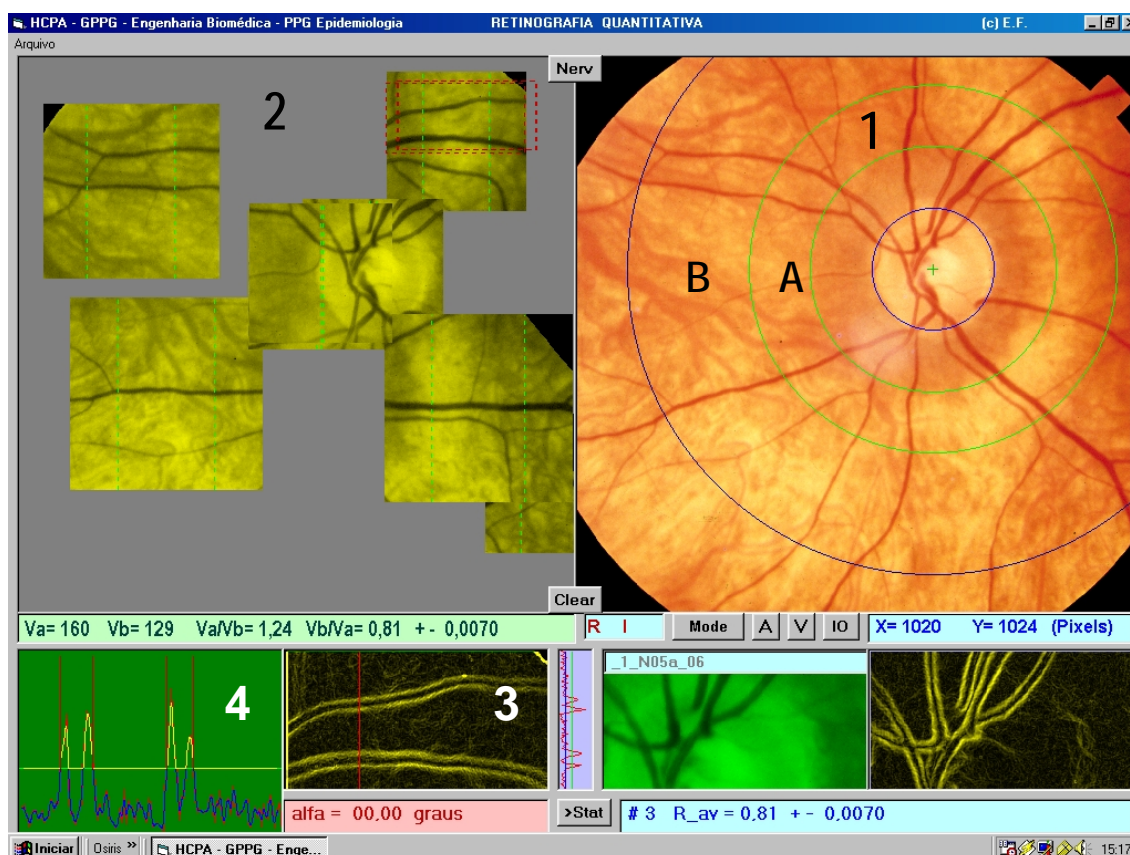 HCPA - GPPG - Engenharia Biomédica - PPG Epidemiologia RETINOGRAFIA QUANTITATIVA (c) E.F.
Arquivo
Nerv
2
1
B A
Clear
Va= 160 Vb= 129 Va/Vb= 1,24 Vb/Va= 0,81 + - 0,0070
R I Mode A V IO X= 1020 Y= 1024 (Pixels)
_1_N05a_06
4 3
alfa = 00,00 graus >Stat # 3 R_av = 0,81 + - 0,0070
Iniciar Osiris » HCPA - GPPG - Enge... 15:17